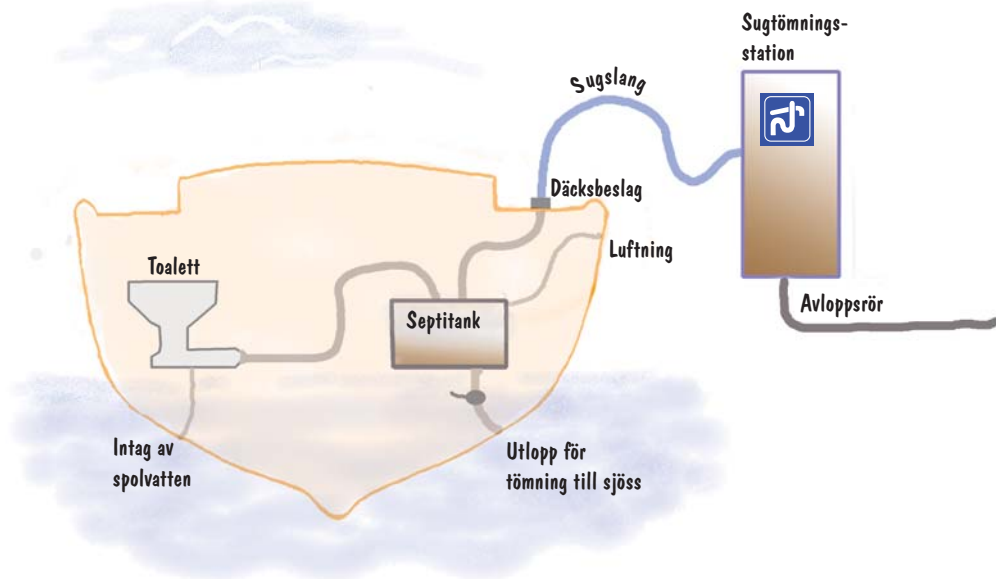 Sugtömnings-
station
Sugslang
Däcksbeslag
Luftning
Toalett
Septitank
Avloppsrör
Intag av
spolvatten
Utlopp för
tömning till sjöss